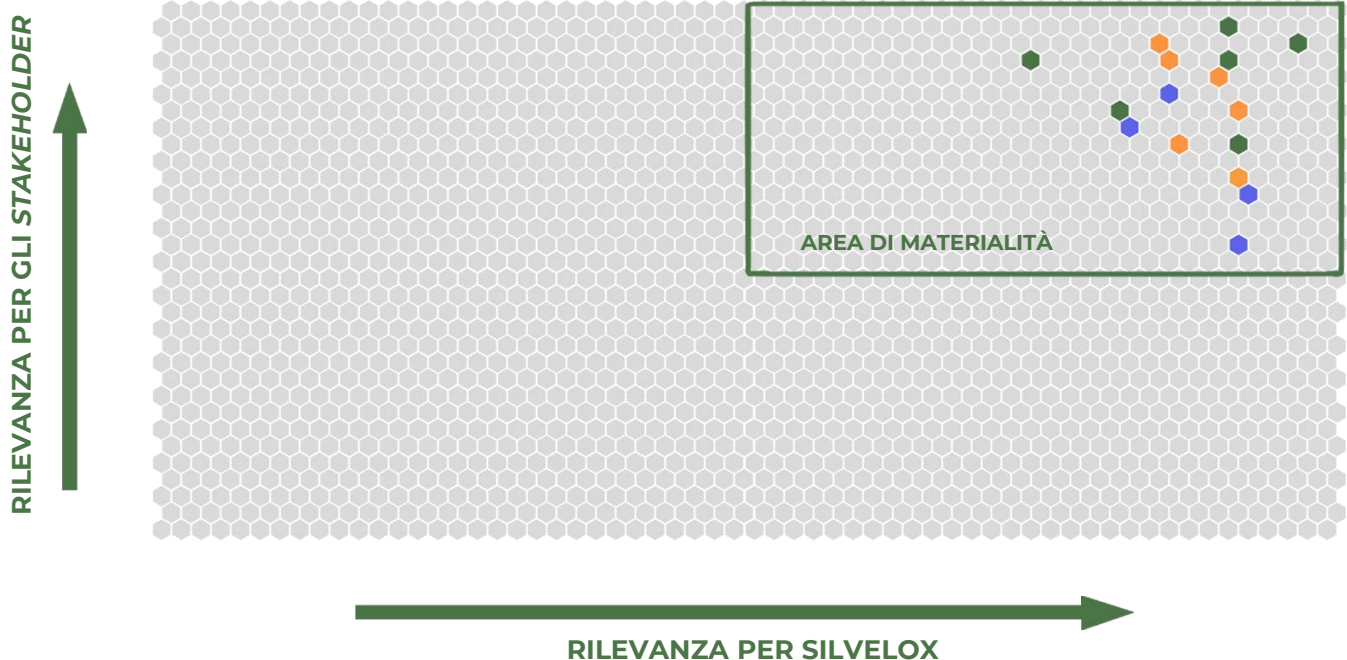 RILEVANZA PER GLI STAKEHOLDER
AREA DI MATERIALITÀ
RILEVANZA PER SILVELOX